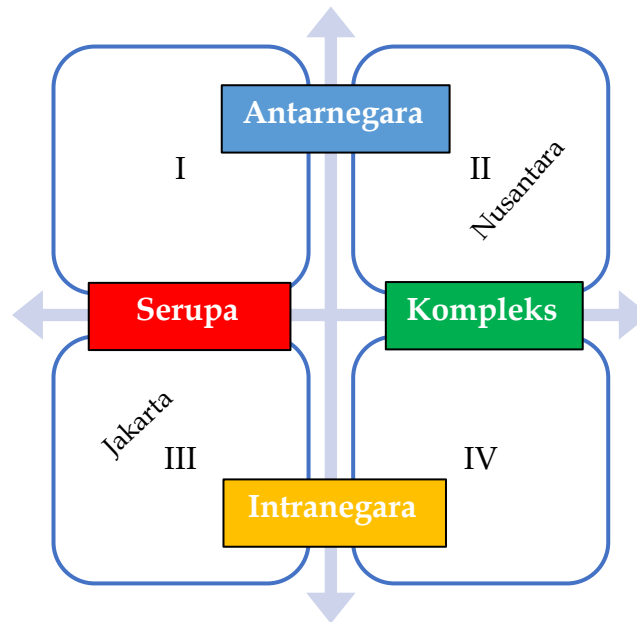 Antarnegara
I
II
Nusantara
Serupa
Kompleks
Jakarta
III
IV
Intranegara